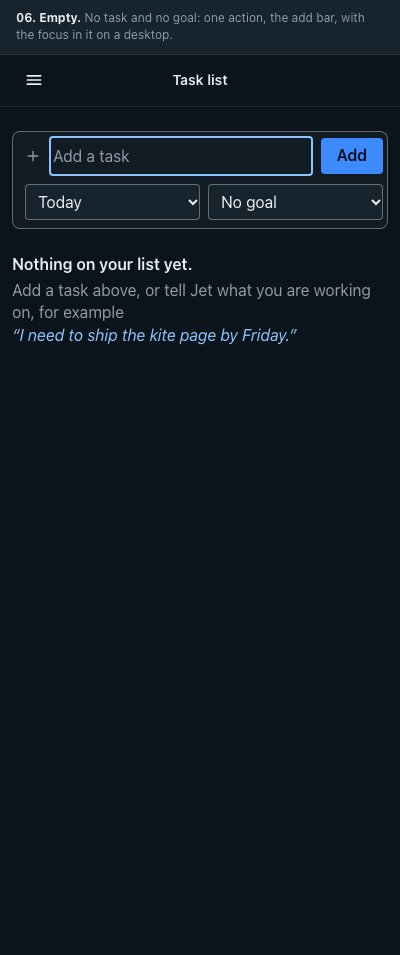 06. Empty. No task and no goal: one action, the add bar, with
the focus in it on a desktop.
Task list
Add a task
Add
Today
No goal
Nothing on your list yet.
Add a task above, or tell Jet what you are working
on, for example
“I need to ship the kite page by Friday.”